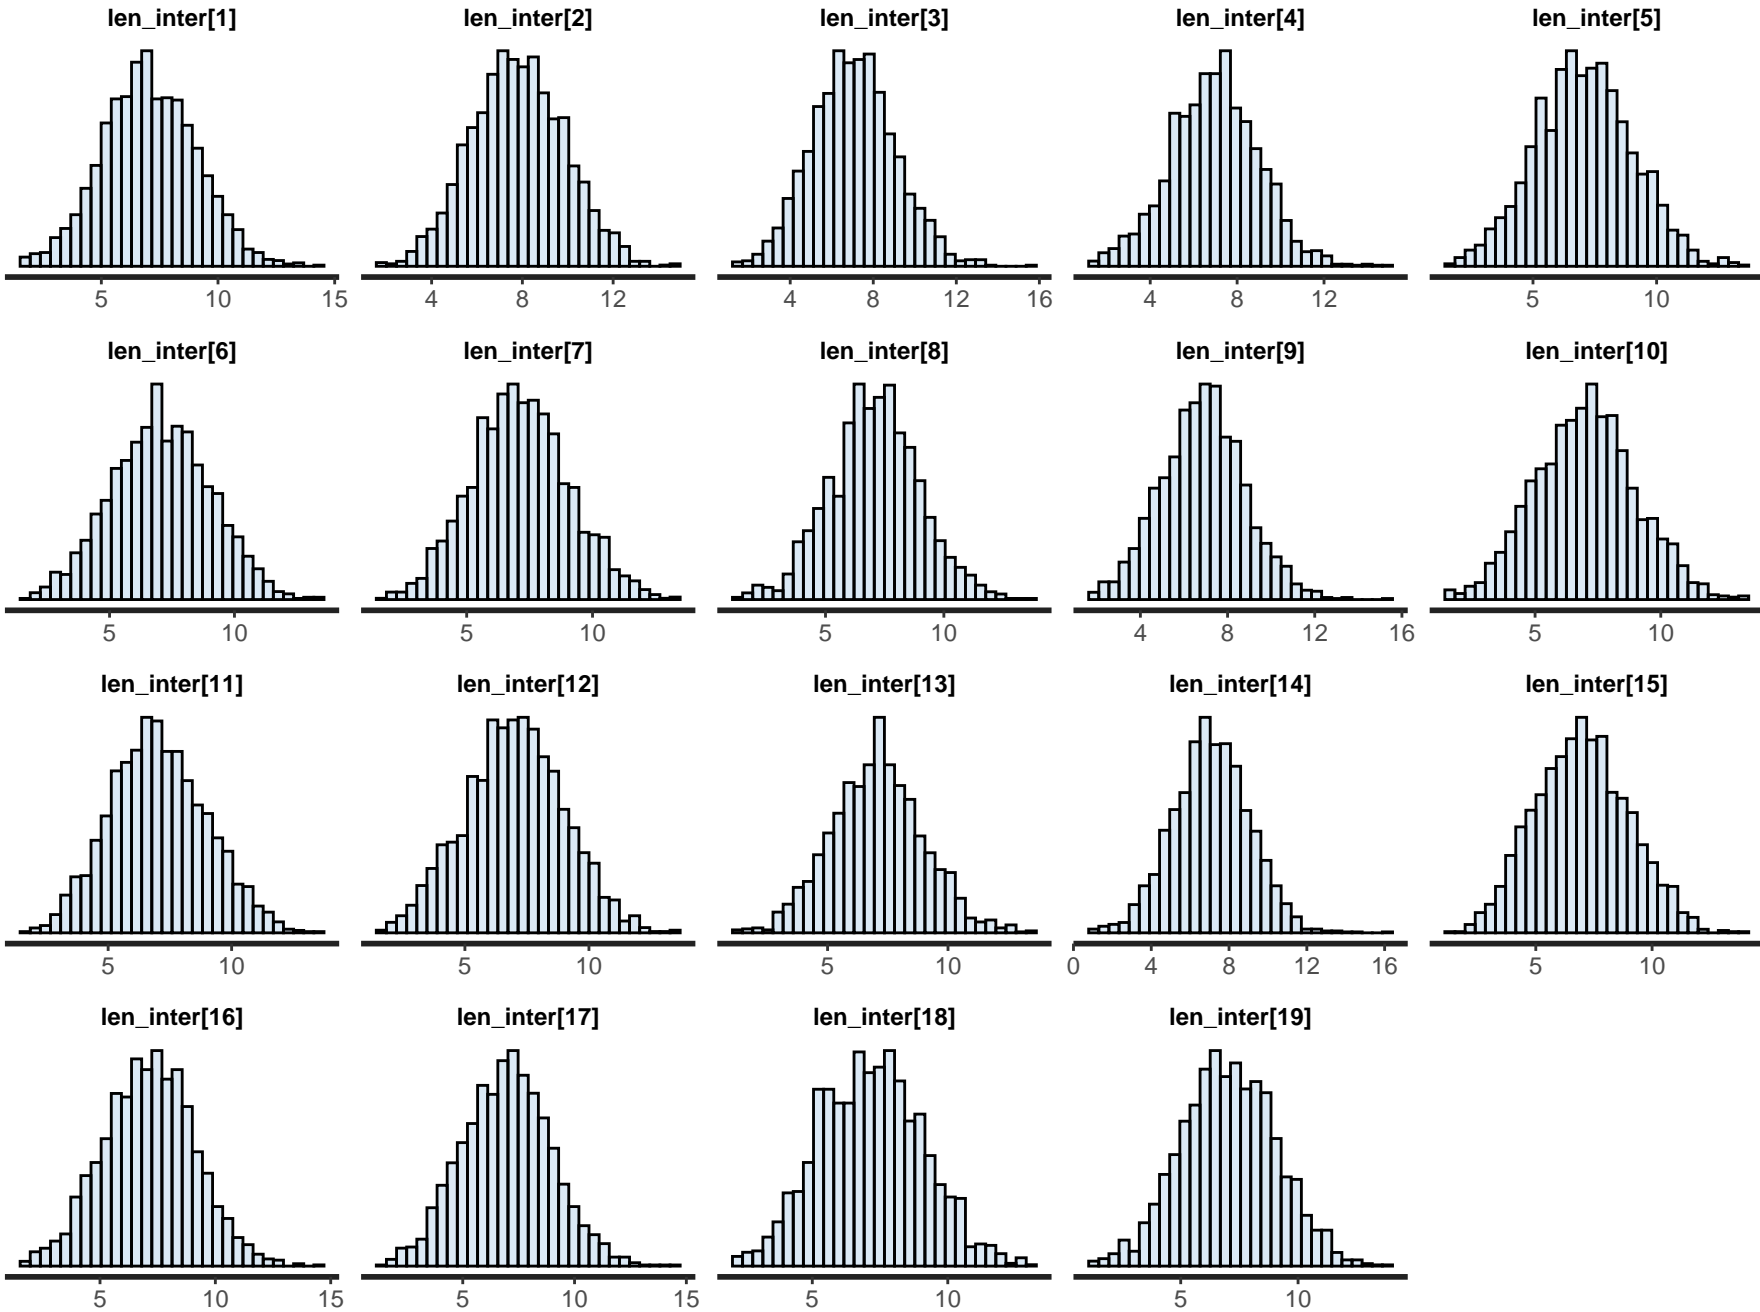 len_inter[1] len_inter[2] len_inter[3] len_inter[4] len_inter[5]
5 10 15 4 8 12 4 8 12 16 4 8 12 5 10
len_inter[6] len_inter[7] len_inter[8] len_inter[9] len_inter[10]
5 10 5 10 5 10 4 8 12 16 5 10
len_inter[11] len_inter[12] len_inter[13] len_inter[14] len_inter[15]
5 10 5 10 5 10 0 4 8 12 16 5 10
len_inter[16] len_inter[17] len_inter[18] len_inter[19]
5 10 15 5 10 15 5 10 5 10